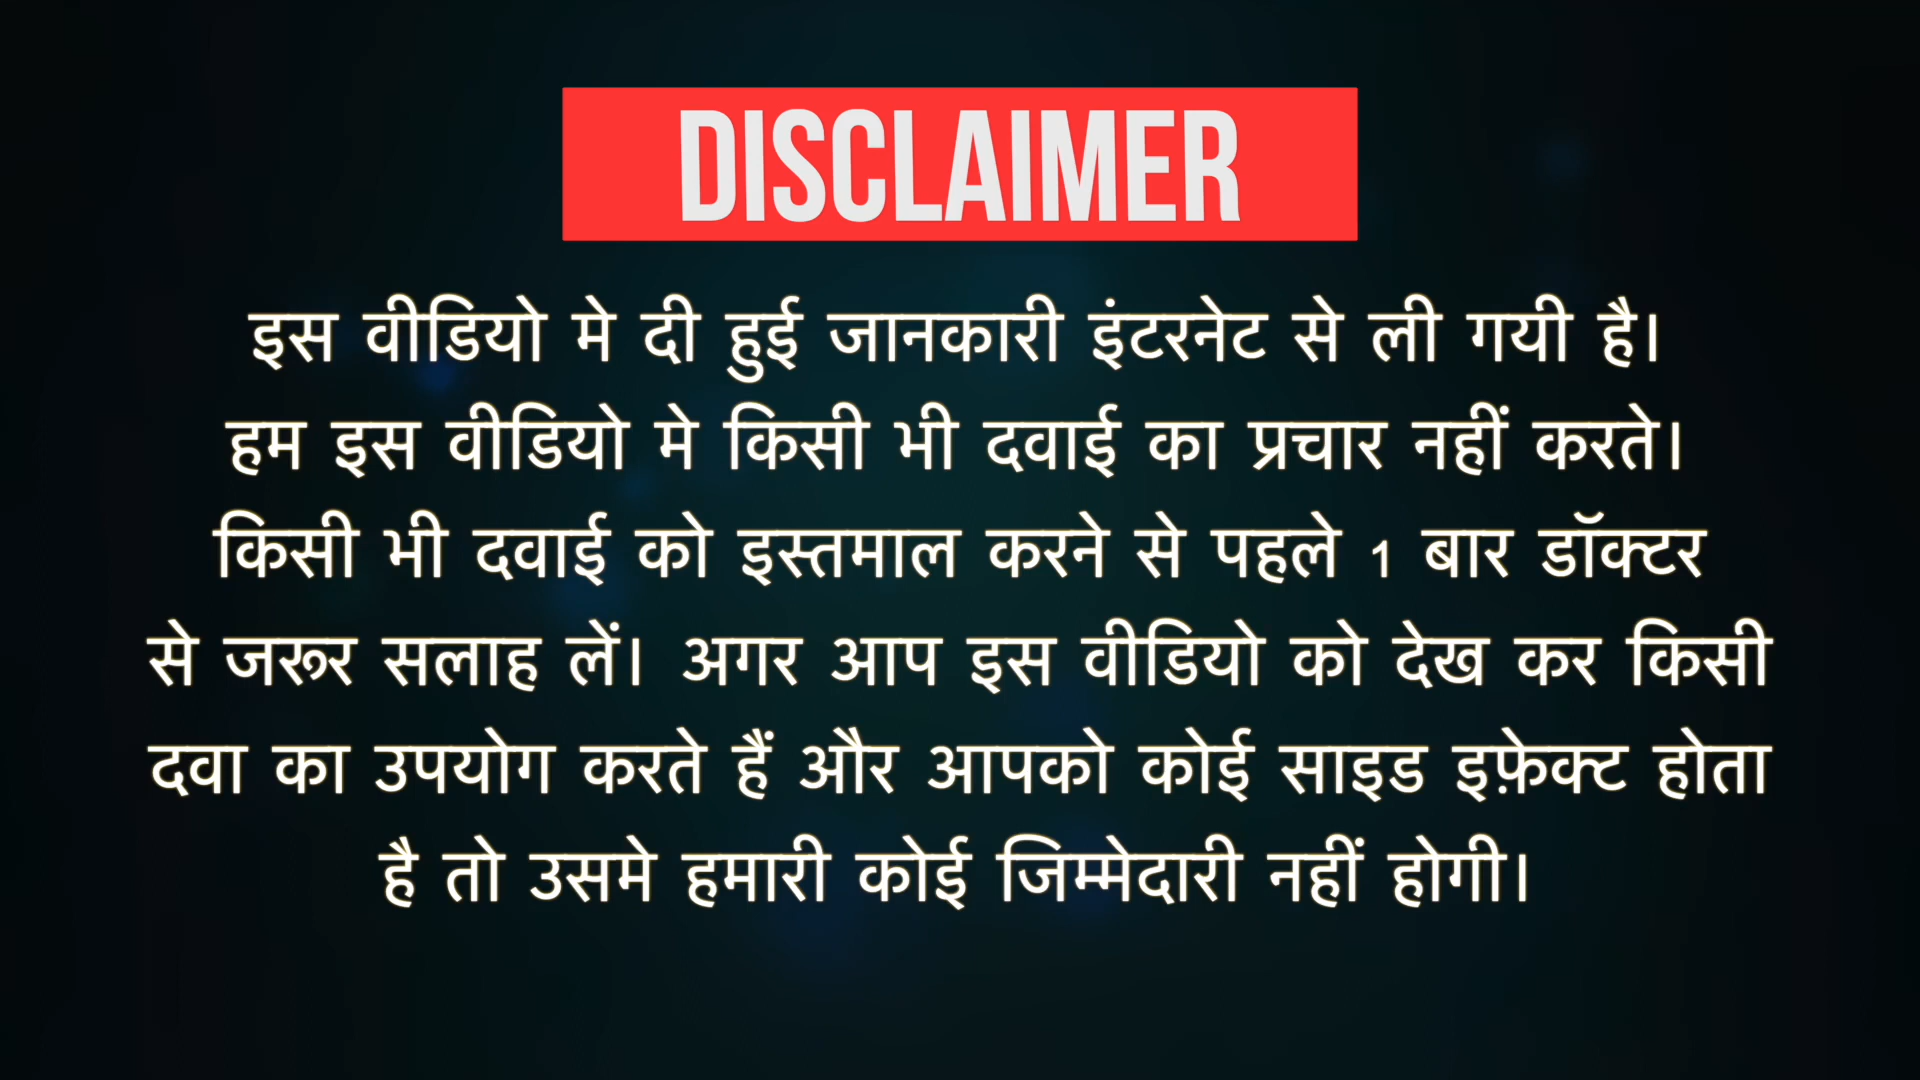 DISCLAIMER
इस वीडियो मे दी हुई जानकारी इंटरनेट से ली गयी है।
हम इस वीडियो मे किसी भी दवाई का प्रचार नहीं करते।
किसी भी दवाई को इस्तमाल करने से पहले 1 बार डॉक्टर
से जरूर सलाह लें। अगर आप इस वीडियो को देख कर किसी
दवा का उपयोग करते हैं और आपको कोई साइड इफ़ेक्ट होता
है तो उसमे हमारी कोई जिम्मेदारी नहीं होगी।